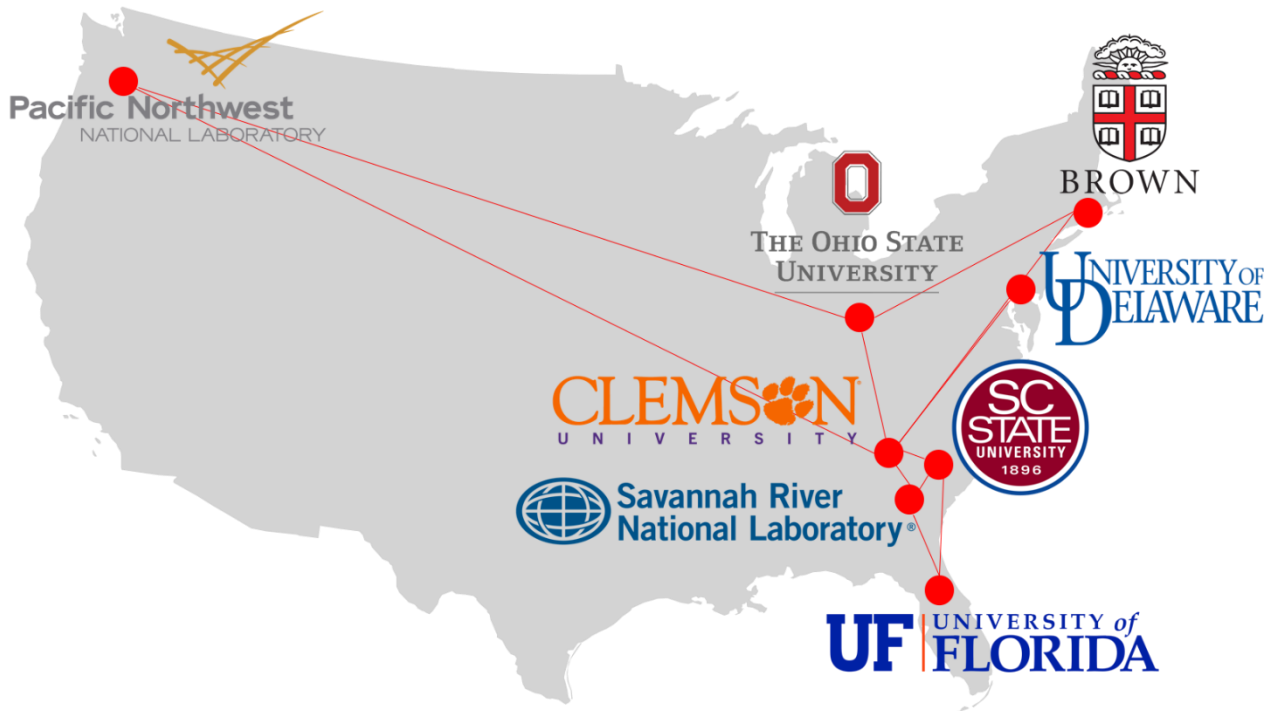 Pacific Northwest
NATIONAL LABORATORY
BROWN
THE OHIO STATE
UNIVERSITY
UNIVERSITY OF
DELAWARE
CLEMSON
UNIVERSITY
SC
STATE
UNIVERSITY
1896
Savannah River
National Laboratory®
UF UNIVERSITY of
FLORIDA